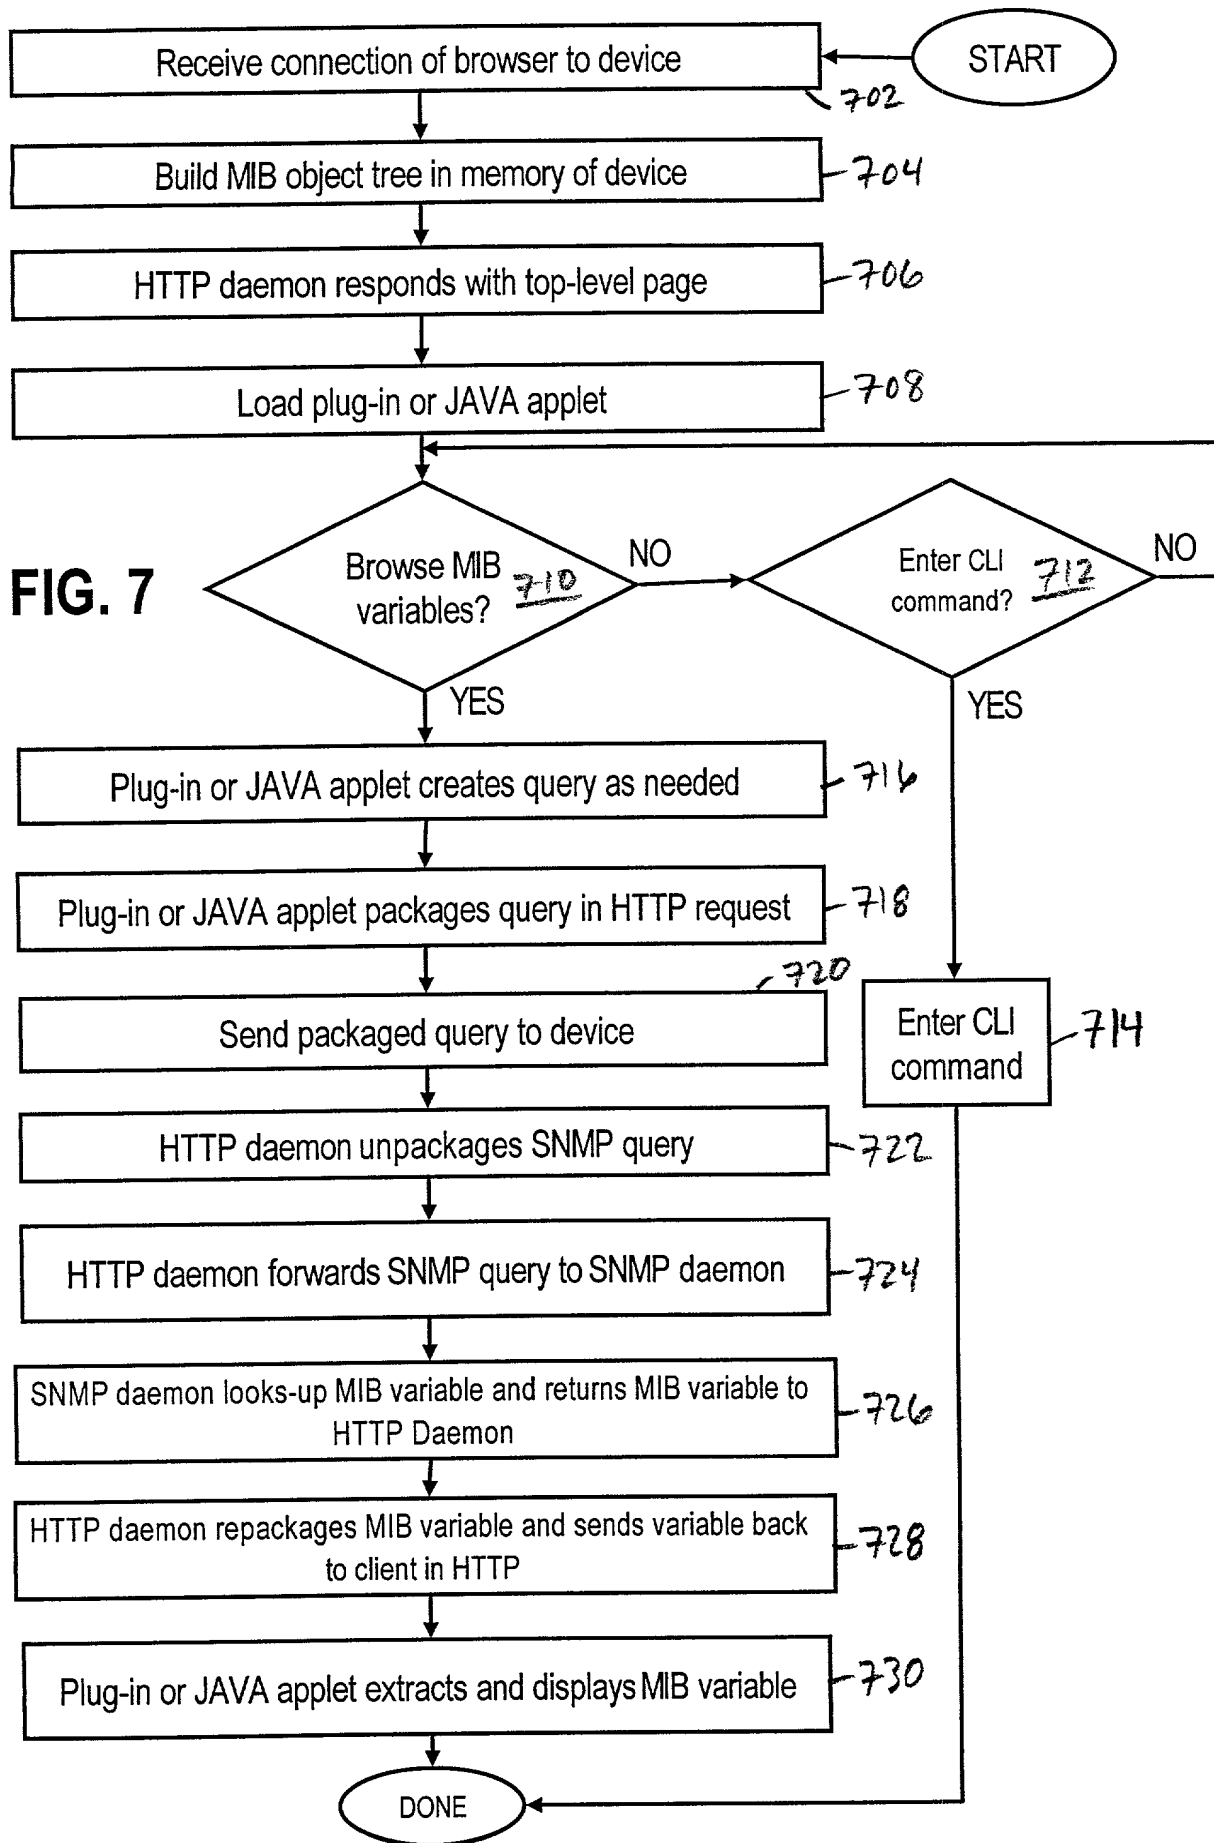 START
Receive connection of browser to device
702
Build MIB object tree in memory of device
704
HTTP daemon responds with top-level page
706
Load plug-in or JAVA applet
708
FIG. 7
Browse MIB
variables?
710
NO
Enter CLI
command?
712
NO
YES
YES
Plug-in or JAVA applet creates query as needed
716
Plug-in or JAVA applet packages query in HTTP request
718
720
Send packaged query to device
Enter CLI
command
714
HTTP daemon unpackages SNMP query
722
HTTP daemon forwards SNMP query to SNMP daemon
724
SNMP daemon looks-up MIB variable and returns MIB variable to
HTTP Daemon
726
HTTP daemon repackages MIB variable and sends variable back
to client in HTTP
728
Plug-in or JAVA applet extracts and displays MIB variable
730
DONE